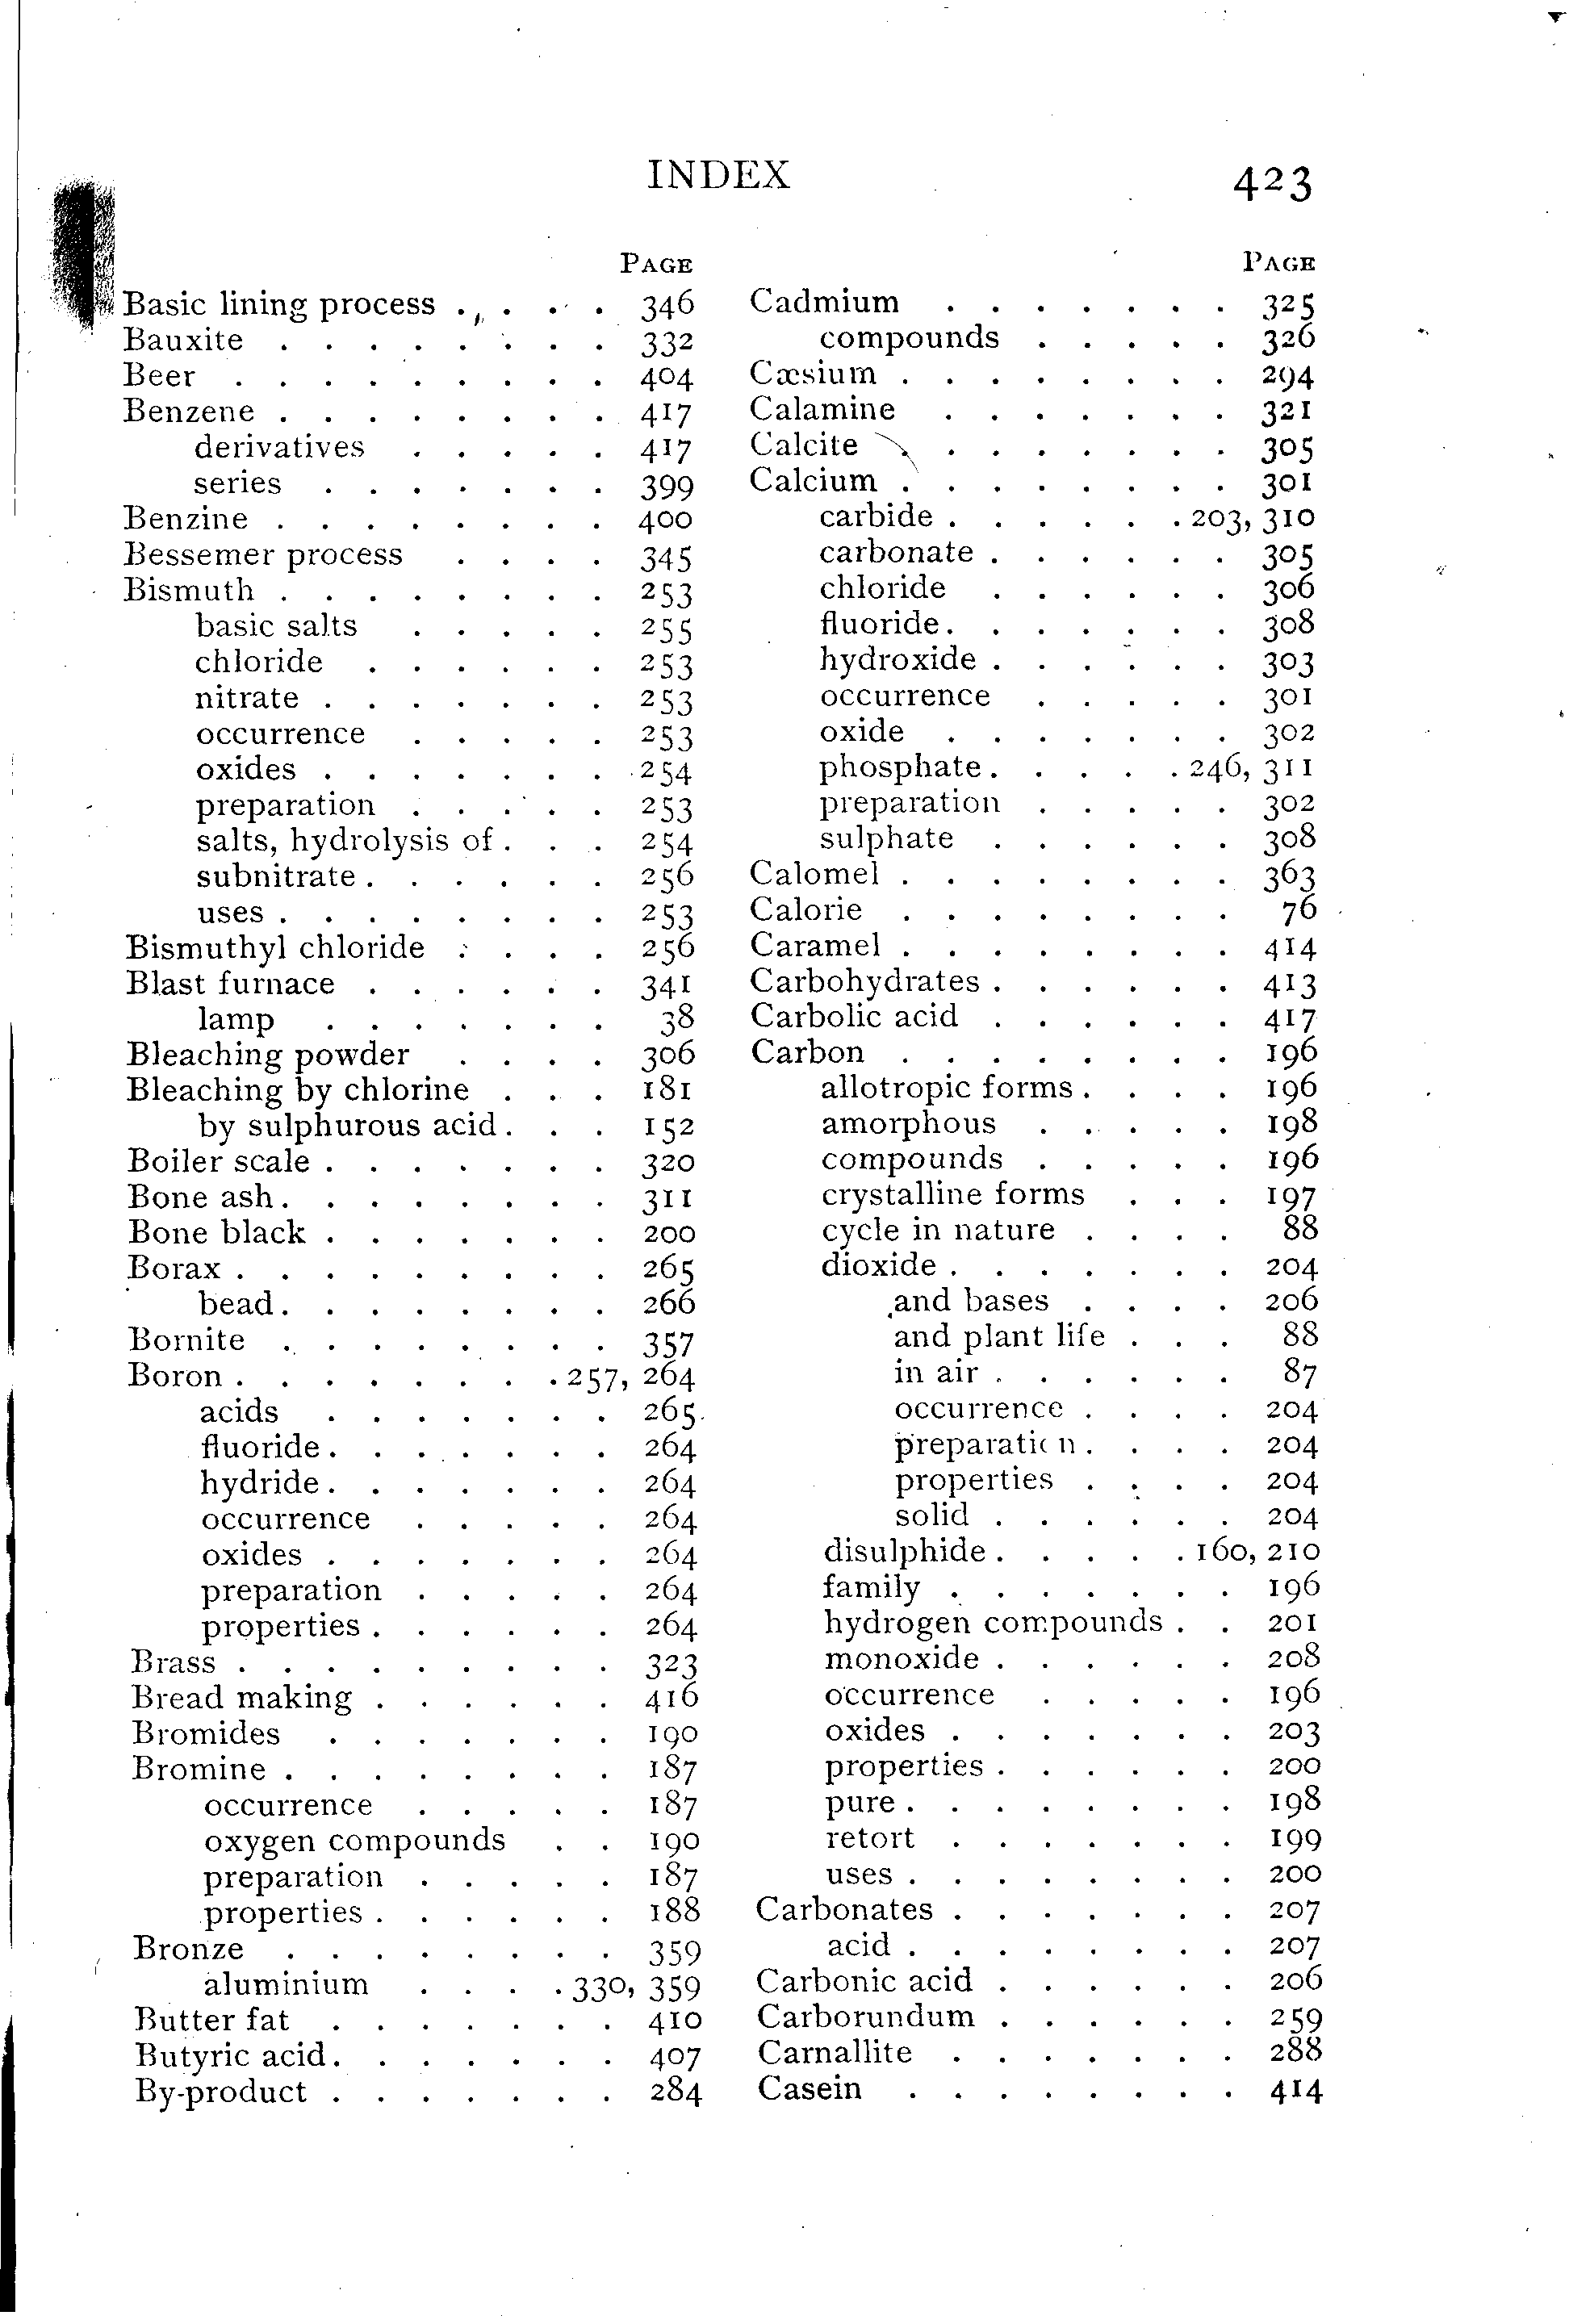 INDEX 423
PAGE
Basic lining process . . . . 346
Bauxite . . . . . . . . 332
Beer . . . . . . . . . 404
Benzene . . . . . . . . 417
derivatives . . . . . 417
series . . . . . . . 399
Benzine . . . . . . . . 400
Bessemer process . . . . 345
Bismuth . . . . . . . . 253
basic salts . . . . . 255
chloride . . . . . . 253
nitrate . . . . . . . 253
occurrence . . . . . 253
oxides . . . . . . . 254
preparation . . . . . 253
salts, hydrolysis of . . . 254
subnitrate . . . . . . 256
uses . . . . . . . . 253
Bismuthyl chloride . . . . 256
Blast furnace . . . . . . 341
lamp . . . . . . . 38
Bleaching powder . . . . 306
Bleaching by chlorine . . . 181
by sulphurous acid . . . 152
Boiler scale . . . . . . . 320
Bone ash . . . . . . . . 311
Bone black . . . . . . . 200
Borax . . . . . . . . . 265
bead . . . . . . . . 266
Bornite . . . . . . . . 357
Boron . . . . . . . . 257, 264
acids . . . . . . . 265
fluoride . . . . . . . 264
hydride . . . . . . . 264
occurrence . . . . . 264
oxides . . . . . . . 264
preparation . . . . . 264
properties . . . . . . 264
Brass . . . . . . . . . 323
Bread making . . . . . . 416
Bromides . . . . . . . 190
Bromine . . . . . . . . 187
occurrence . . . . . 187
oxygen compounds . . 190
preparation . . . . . 187
properties . . . . . . 188
Bronze . . . . . . . . 359
aluminium . . . . 330, 359
Butter fat . . . . . . . 410
Butyric acid . . . . . . . 407
By-product . . . . . . . 284
PAGE
Cadmium . . . . . . . 325
compounds . . . . . 326
Cæsium . . . . . . . . 294
Calamine . . . . . . . 321
Calcite . . . . . . . . 305
Calcium . . . . . . . . 301
carbide . . . . . . 203, 310
carbonate . . . . . . 305
chloride . . . . . . 306
fluoride . . . . . . . 308
hydroxide . . . . . . 303
occurrence . . . . . 301
oxide . . . . . . . 302
phosphate . . . . . 246, 311
preparation . . . . . 302
sulphate . . . . . . 308
Calomel . . . . . . . . 363
Calorie . . . . . . . . 76
Caramel . . . . . . . . 414
Carbohydrates . . . . . . 413
Carbolic acid . . . . . . 417
Carbon . . . . . . . . 196
allotropic forms . . . . 196
amorphous . . . . . 198
compounds . . . . . 196
crystalline forms . . . 197
cycle in nature . . . . 88
dioxide . . . . . . . 204
and bases . . . . 206
and plant life . . . 88
in air . . . . . . 87
occurrence . . . . 204
preparation . . . . 204
properties . . . . 204
solid . . . . . . 204
disulphide . . . . . 160, 210
family . . . . . . . 196
hydrogen compounds . . 201
monoxide . . . . . . 208
occurrence . . . . . 196
oxides . . . . . . . 203
properties . . . . . . 200
pure . . . . . . . . 198
retort . . . . . . . 199
uses . . . . . . . . 200
Carbonates . . . . . . . 207
acid . . . . . . . . 207
Carbonic acid . . . . . . 206
Carborundum . . . . . . 259
Carnallite . . . . . . . 288
Casein . . . . . . . . 414